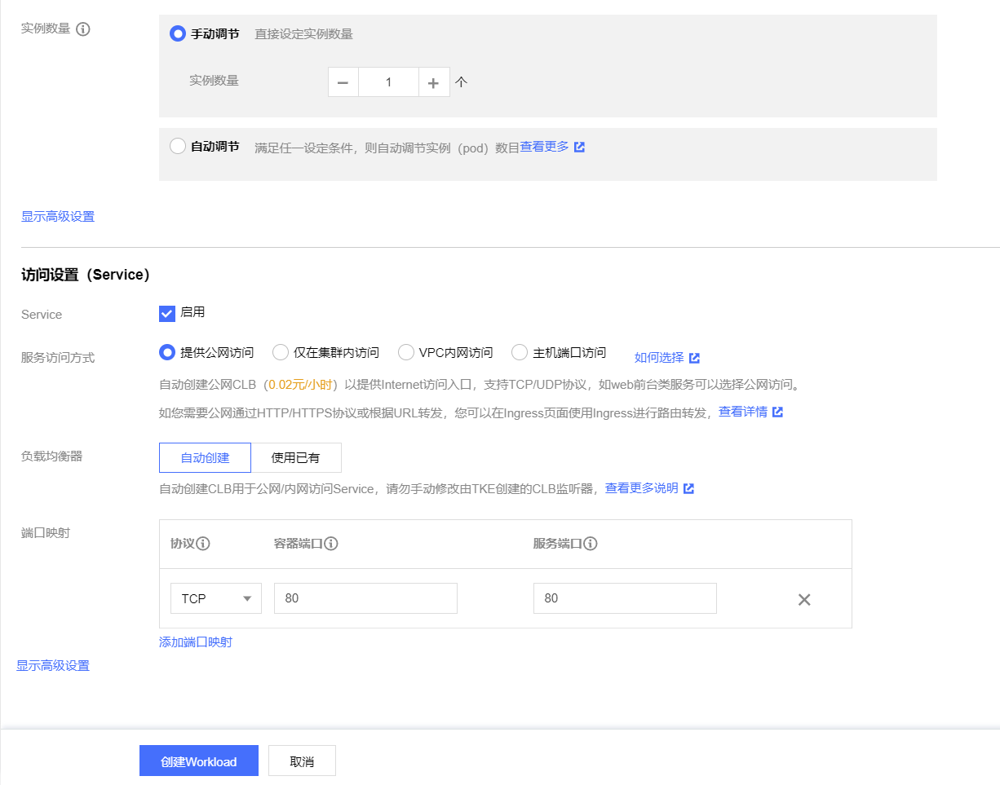 实例数量
手动调节 直接设定实例数量
实例数量 1 个
自动调节 满足任一设定条件，则自动调节实例（pod）数目查看更多
显示高级设置
访问设置（Service）
Service 启用
服务访问方式 提供公网访问 仅在集群内访问 VPC内网访问 主机端口访问 如何选择
自动创建公网CLB（0.02元/小时）以提供Internet访问入口，支持TCP/UDP协议，如web前台类服务可以选择公网访问。
如您需要公网通过HTTP/HTTPS协议或根据URL转发，您可以在Ingress页面使用Ingress进行路由转发，查看详情
负载均衡器 自动创建 使用已有
自动创建CLB用于公网/内网访问Service，请勿手动修改由TKE创建的CLB监听器，查看更多说明
端口映射 协议 容器端口 服务端口
TCP 80 80
添加端口映射
显示高级设置
创建Workload 取消